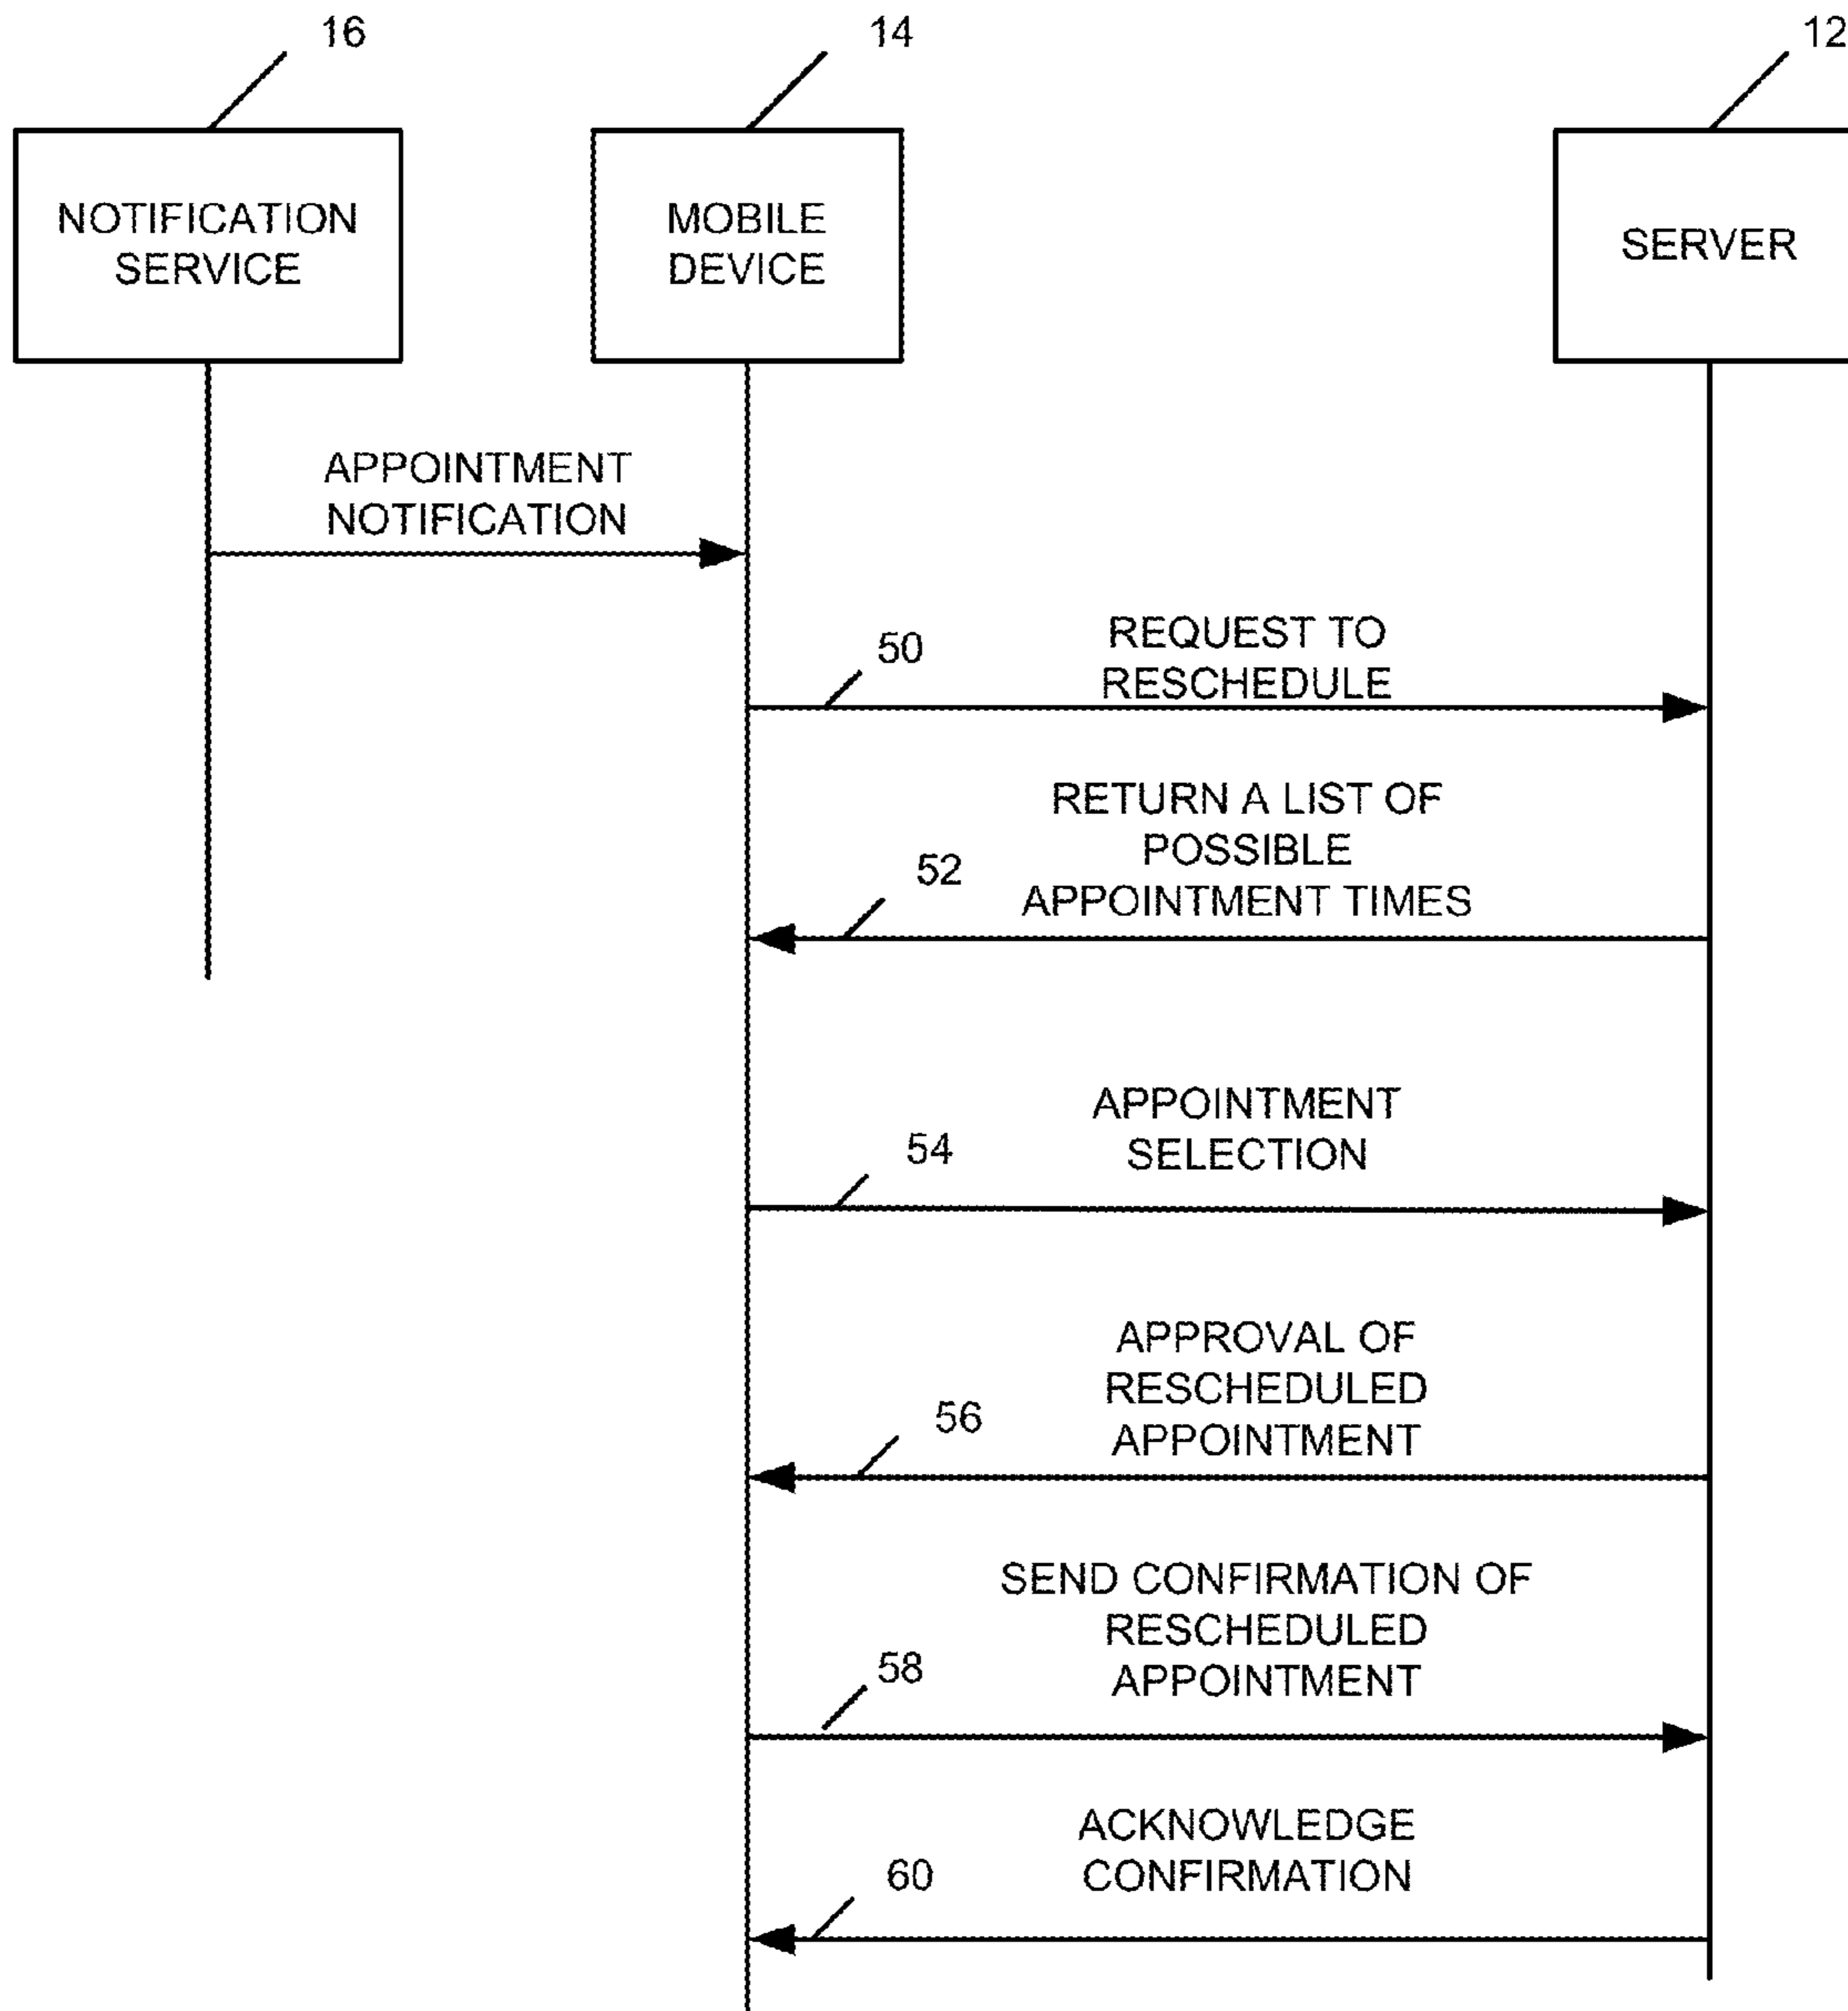 16
14
12
NOTIFICATION
SERVICE
MOBILE
DEVICE
SERVER
APPOINTMENT
NOTIFICATION
50
REQUEST TO
RESCHEDULE
RETURN A LIST OF
POSSIBLE
APPOINTMENT TIMES
52
APPOINTMENT
SELECTION
54
APPROVAL OF
RESCHEDULED
APPOINTMENT
56
SEND CONFIRMATION OF
RESCHEDULED
APPOINTMENT
58
ACKNOWLEDGE
CONFIRMATION
60